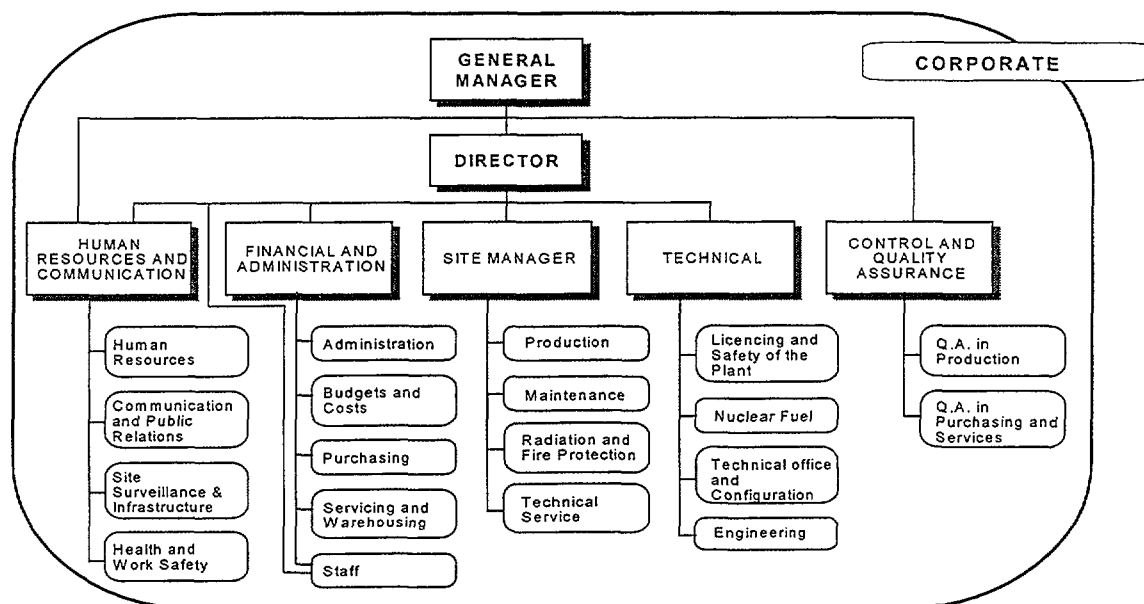 GENERAL
MANAGER
CORPORATE
DIRECTOR
HUMAN
RESOURCES AND
COMMUNICATION
FINANCIAL AND
ADMINISTRATION
SITE MANAGER
TECHNICAL
CONTROL AND
QUALITY
ASSURANCE
Human
Resources
Communication
and Public
Relations
Site
Surveillance &
Infrastructure
Health and
Work Safety
Administration
Budgets and
Costs
Purchasing
Servicing and
Warehousing
Staff
Production
Maintenance
Radiation and
Fire Protection
Technical
Service
Licencing and
Safety of the
Plant
Nuclear Fuel
Technical office
and
Configuration
Engineering
Q.A. in
Production
Q.A. in
Purchasing and
Services